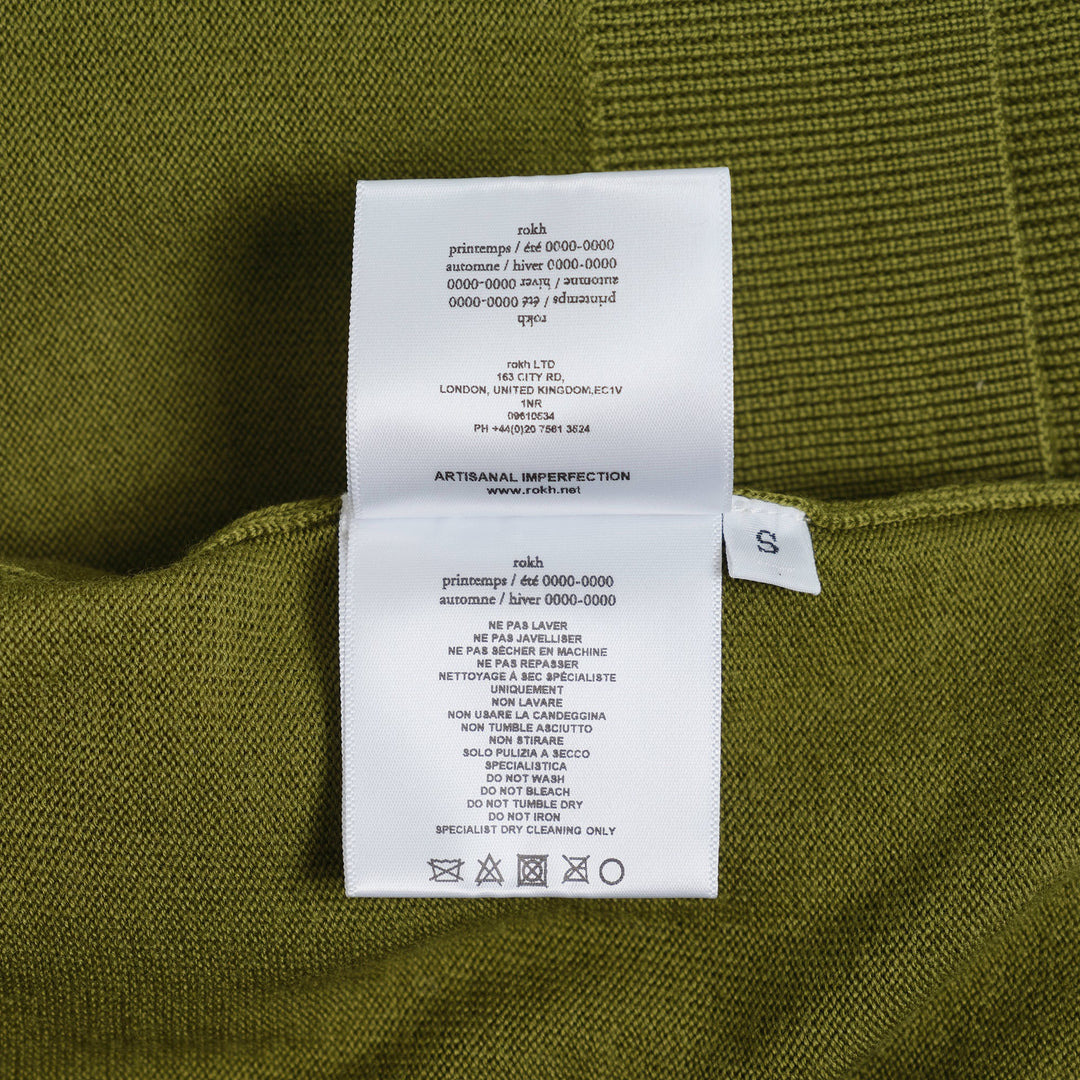 rokh
printemps / été 0000-0000
automne / hiver 0000-0000
automne / hiver 0000-0000
printemps / été 0000-0000
rokh
rokh LTD
163 CITY RD,
LONDON, UNITED KINGDOM,EC1V
1NR
09610534
PH +44(0)20 7561 3524
ARTISANAL IMPERFECTION
www.rokh.net
S
rokh
printemps / été 0000-0000
automne / hiver 0000-0000
NE PAS LAVER
NE PAS JAVELLISER
NE PAS SÈCHER EN MACHINE
NE PAS REPASSER
NETTOYAGE À SEC SPÉCIALISTE
UNIQUEMENT
NON LAVARE
NON USARE LA CANDEGGINA
NON TUMBLE ASCIUTTO
NON STIRARE
SOLO PULIZIA A SECCO
SPECIALISTICA
DO NOT WASH
DO NOT BLEACH
DO NOT TUMBLE DRY
DO NOT IRON
SPECIALIST DRY CLEANING ONLY